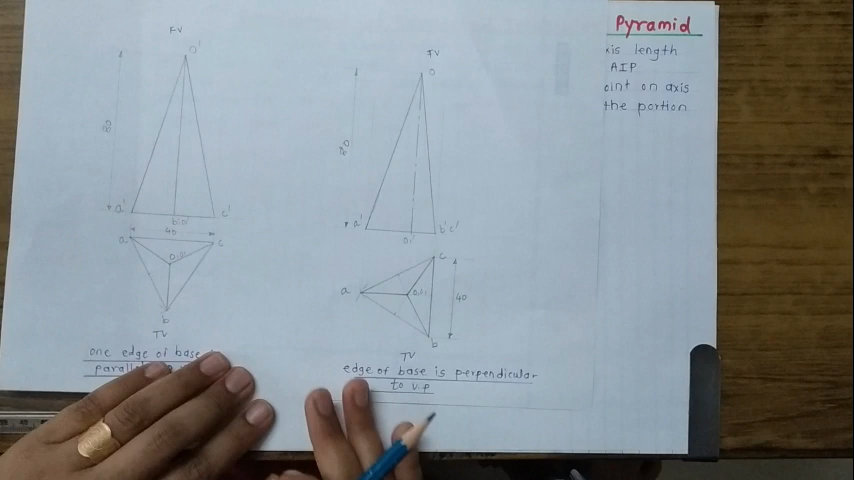 Pyramid
xis length
AIP
oint on axis
the portion
FV
o'
80
a'
b'o'
c'
40
a
c
b
TV
one edge of base
FV
o
80
a'
o1'
b'c'
c
a
40
b
TV
edge of base is perpendicular
to v.p